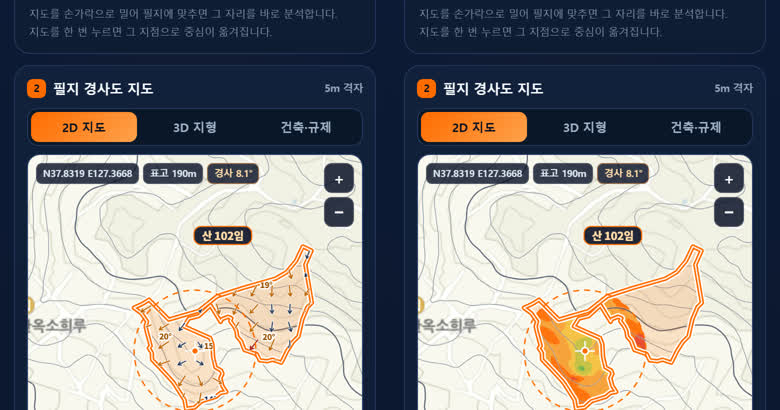 지도를 손가락으로 밀어 필지에 맞추면 그 자리를 바로 분석합니다.
지도를 한 번 누르면 그 지점으로 중심이 옮겨집니다.
2 필지 경사도 지도 5m 격자
2D 지도 3D 지형 건축·규제
N37.8319 E127.3668 표고 190m 경사 8.1°
+
−
산 102임
19°
20°
20°
15
옥소희루
지도를 손가락으로 밀어 필지에 맞추면 그 자리를 바로 분석합니다.
지도를 한 번 누르면 그 지점으로 중심이 옮겨집니다.
2 필지 경사도 지도 5m 격자
2D 지도 3D 지형 건축·규제
N37.8319 E127.3668 표고 190m 경사 8.1°
+
−
산 102임
옥소희루